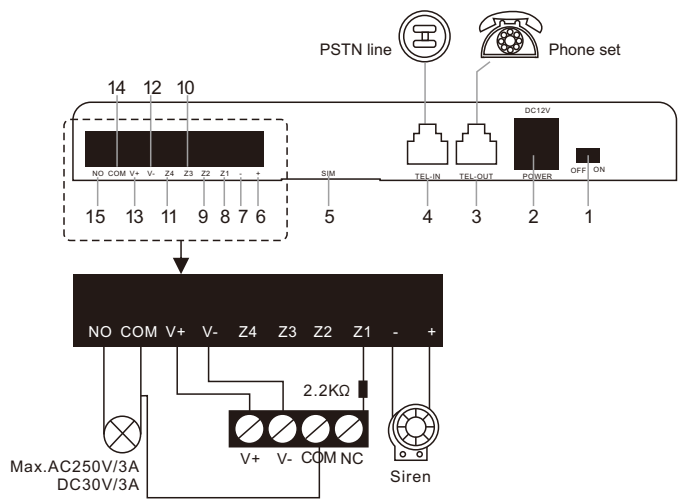 PSTN line
Phone set
14 12 10
DC12V
NO COM V+ V- Z4 Z3 Z2 Z1 - +
SIM
TEL-IN
TEL-OUT
POWER
OFF ON
15 13 11 9 8 7 6 5 4 3 2 1
NO COM V+ V- Z4 Z3 Z2 Z1 - +
2.2KΩ
V+ V- COM NC
Max.AC250V/3A
DC30V/3A
Siren